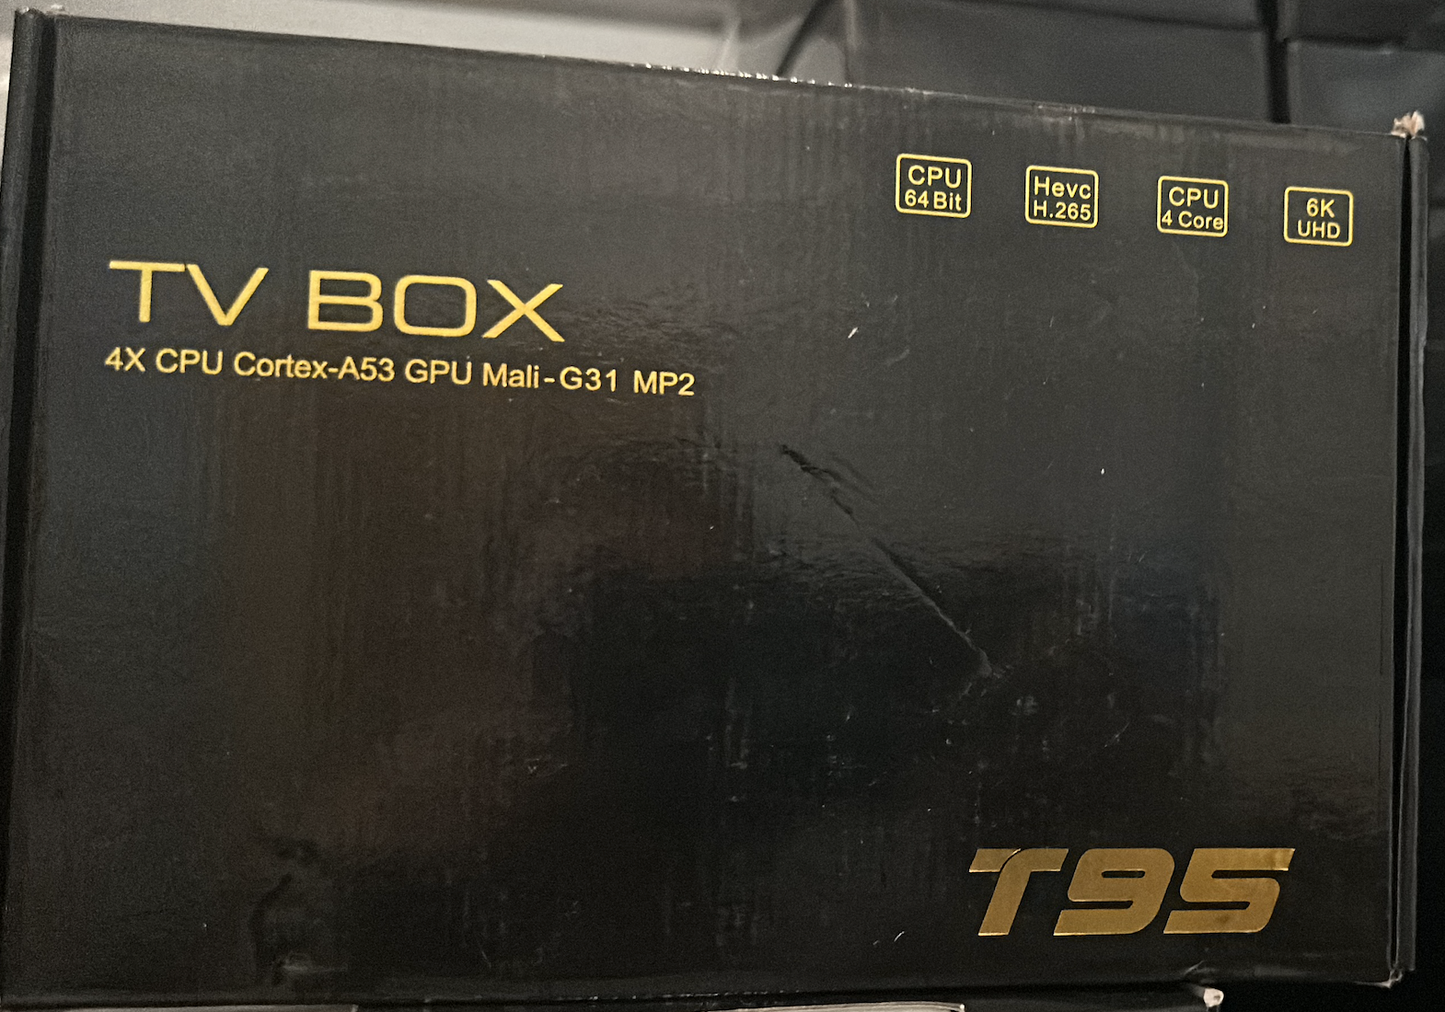 CPU
64 Bit
Hevc
H.265
CPU
4 Core
6K
UHD
TV BOX
4X CPU Cortex-A53 GPU Mali-G31 MP2
T95